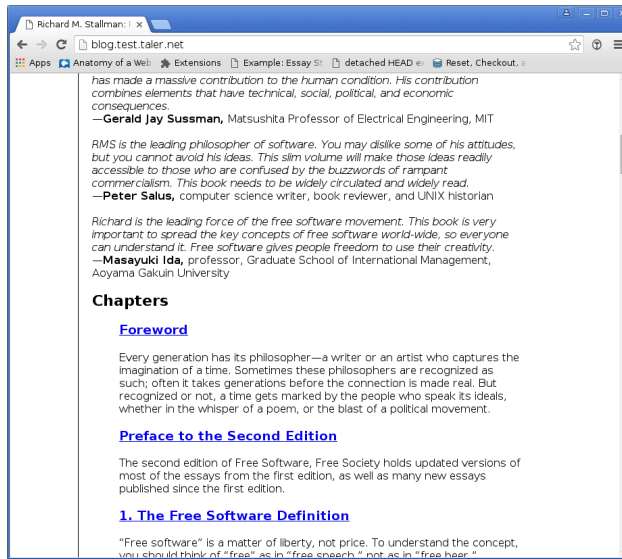 Richard M. Stallman: F
blog.test.taler.net
Apps Anatomy of a Web Extensions Example: Essay St detached HEAD e Reset, Checkout, a
has made a massive contribution to the human condition. His contribution
combines elements that have technical, social, political, and economic
consequences.
—Gerald Jay Sussman, Matsushita Professor of Electrical Engineering, MIT
RMS is the leading philosopher of software. You may dislike some of his attitudes,
but you cannot avoid his ideas. This slim volume will make those ideas readily
accessible to those who are confused by the buzzwords of rampant
commercialism. This book needs to be widely circulated and widely read.
—Peter Salus, computer science writer, book reviewer, and UNIX historian
Richard is the leading force of the free software movement. This book is very
important to spread the key concepts of free software world-wide, so everyone
can understand it. Free software gives people freedom to use their creativity.
—Masayuki Ida, professor, Graduate School of International Management,
Aoyama Gakuin University
Chapters
Foreword
Every generation has its philosopher—a writer or an artist who captures the
imagination of a time. Sometimes these philosophers are recognized as
such; often it takes generations before the connection is made real. But
recognized or not, a time gets marked by the people who speak its ideals,
whether in the whisper of a poem, or the blast of a political movement.
Preface to the Second Edition
The second edition of Free Software, Free Society holds updated versions of
most of the essays from the first edition, as well as many new essays
published since the first edition.
1. The Free Software Definition
“Free software” is a matter of liberty, not price. To understand the concept,
you should think of “free” as in “free speech,” not as in “free beer.”